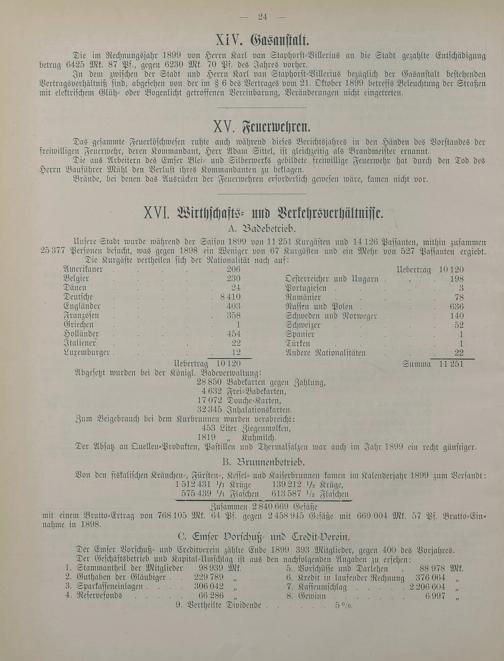 — 24 —
XIV. Gasanstalt.
Die im Rechnungsjahr 1899 von Herrn Karl van Staphorst-Villerius an die Stadt gezahlte Entschädigung
betrug 6425 Mk. 87 Pf., gegen 6230 Mk. 70 Pf. des Jahres vorher.
In dem zwischen der Stadt und Herrn Karl van Staphorst-Villerius bezüglich der Gasanstalt bestehenden
Vertragsverhältniß sind, abgesehen von der im § 6 des Vertrages vom 21. Oktober 1899 betreffs Beleuchtung der Straßen
mit elektrischem Glüh- oder Bogenlicht getroffenen Vereinbarung, Veränderungen nicht eingetreten.
XV. Feuerwehren.
Das gesammte Feuerlöschwesen ruhte auch während dieses Berichtsjahres in den Händen des Vorstandes der
freiwilligen Feuerwehr, deren Kommandant, Herr Adam Sittel, ist gleichzeitig als Brandmeister ernannt.
Die aus Arbeitern des Emser Blei- und Silberwerks gebildete freiwillige Feuerwehr hat durch den Tod des
Herrn Bauführer Mühl den Verlust ihres Kommandanten zu beklagen.
Brände, bei denen das Ausrücken der Feuerwehren erforderlich gewesen wäre, kamen nicht vor.
XVI. Wirthschafts- und Verkehrsverhältnisse.
A. Badebetrieb.
Unsere Stadt wurde während der Saison 1899 von 11 251 Kurgästen und 14 126 Passanten, mithin zusammen
25 377 Personen besucht, was gegen 1898 ein Weniger von 67 Kurgästen und ein Mehr von 527 Passanten ergiebt.
Die Kurgäste vertheilen sich der Nationalität nach auf:
Amerikaner 206
Belgier 230
Dänen 24
Deutsche 8 410
Engländer 403
Franzosen 358
Griechen 1
Holländer 454
Italiener 22
Luxemburger 12
Uebertrag 10 120
Uebertrag 10 120
Oesterreicher und Ungarn 198
Portugiesen 3
Rumänier 78
Russen und Polen 636
Schweden und Norweger 140
Schweizer 52
Spanier 1
Türken 1
Andere Nationalitäten 22
Summa 11 251
Abgesetzt wurden bei der Königl. Badeverwaltung:
28 850 Badekarten gegen Zahlung,
4 632 Frei-Badekarten,
17 072 Douche-Karten,
32 345 Inhalationskarten.
Zum Beigebrauch bei dem Kurbrunnen wurden verabreicht:
453 Liter Ziegenmolken,
1819 „ Kuhmilch.
Der Absatz an Quellen-Produkten, Pastillen und Thermalsalzen war auch im Jahr 1899 ein recht günstiger.
B. Brunnenbetrieb.
Von den fiskalischen Kränchen-, Fürsten-, Kessel- und Kaiserbrunnen kamen im Kalenderjahr 1899 zum Versandt:
1 512 431 1/1 Krüge 139 212 1/2 Krüge,
575 439 1/1 Flaschen 613 587 1/2 Flaschen
Zusammen 2 840 669 Gefäße
mit einem Brutto-Ertrag von 768 105 Mk. 64 Pf. gegen 2 458 945 Gefäße mit 669 004 Mk. 57 Pf. Brutto-Ein-
nahme in 1898.
C. Emser Vorschuß- und Credit-Verein.
Der Emser Vorschuß- und Creditverein zählte Ende 1899 393 Mitglieder, gegen 400 des Vorjahres.
Der Geschäftsbetrieb und Kapital-Umschlag ist aus den nachfolgenden Angaben zu ersehen:
1. Stammantheil der Mitglieder 98 939 Mk. 5. Vorschüsse und Darlehen 88 978 Mk.
2. Guthaben der Gläubiger 229 789 „ 6. Kredit in laufender Rechnung 376 064 „
3. Sparkasseneinlagen 306 042 „ 7. Kassenumschlag 2 206 604 „
4. Reservefonds 66 286 „ 8. Gewinn 6 997 „
9. Vertheilte Dividende 5 %.